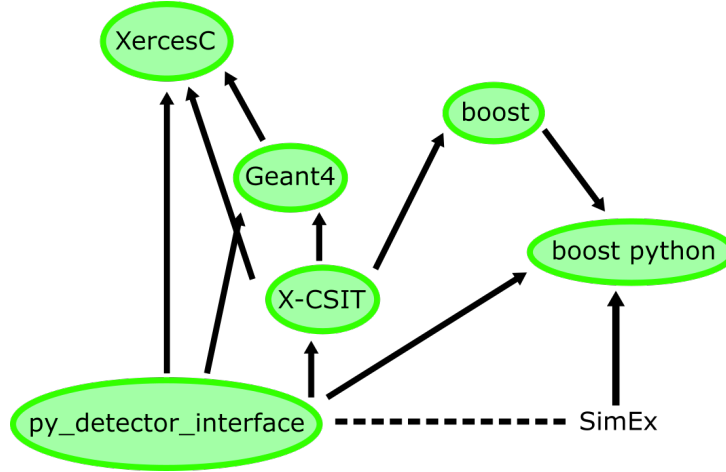 XercesC
boost
Geant4
boost python
X-CSIT
py_detector_interface
SimEx